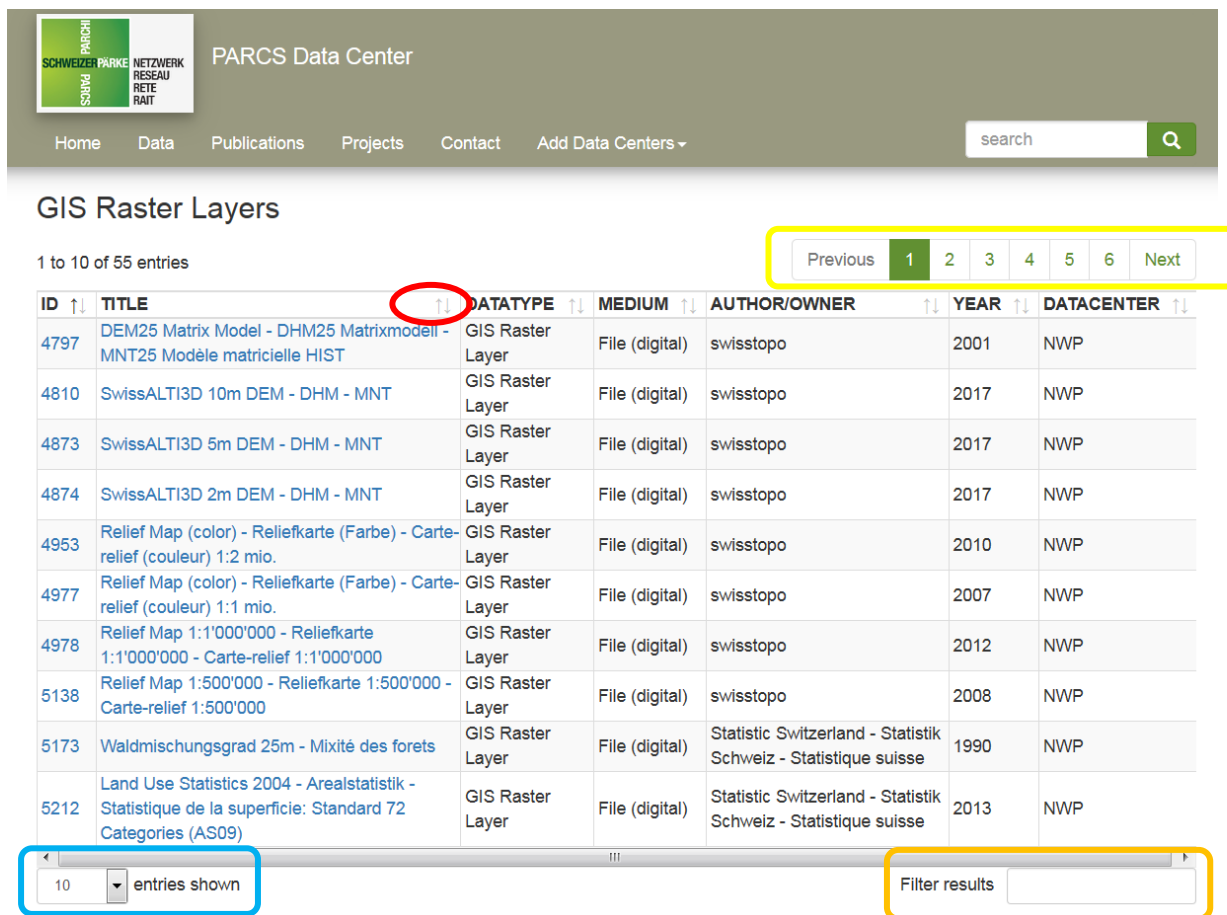 PARCHI
SCHWEIZER PÄRKE
PARCS
NETZWERK
RESEAU
RETE
RAIT
PARCS Data Center
Home Data Publications Projects Contact Add Data Centers search
GIS Raster Layers
1 to 10 of 55 entries
Previous 1 2 3 4 5 6 Next
ID TITLE DATATYPE MEDIUM AUTHOR/OWNER YEAR DATACENTER
4797 DEM25 Matrix Model - DHM25 Matrixmodell - GIS Raster File (digital) swisstopo 2001 NWP
MNT25 Modèle matricielle HIST Layer
4810 SwissALTI3D 10m DEM - DHM - MNT GIS Raster File (digital) swisstopo 2017 NWP
Layer
4873 SwissALTI3D 5m DEM - DHM - MNT GIS Raster File (digital) swisstopo 2017 NWP
Layer
4874 SwissALTI3D 2m DEM - DHM - MNT GIS Raster File (digital) swisstopo 2017 NWP
Layer
4953 Relief Map (color) - Reliefkarte (Farbe) - Carte- GIS Raster File (digital) swisstopo 2010 NWP
relief (couleur) 1:2 mio. Layer
4977 Relief Map (color) - Reliefkarte (Farbe) - Carte- GIS Raster File (digital) swisstopo 2007 NWP
relief (couleur) 1:1 mio. Layer
4978 Relief Map 1:1'000'000 - Reliefkarte GIS Raster File (digital) swisstopo 2012 NWP
1:1'000'000 - Carte-relief 1:1'000'000 Layer
5138 Relief Map 1:500'000 - Reliefkarte 1:500'000 - GIS Raster File (digital) swisstopo 2008 NWP
Carte-relief 1:500'000 Layer
5173 Waldmischungsgrad 25m - Mixité des forets GIS Raster File (digital) Statistic Switzerland - Statistik 1990 NWP
Layer Schweiz - Statistique suisse
5212 Land Use Statistics 2004 - Arealstatistik - GIS Raster File (digital) Statistic Switzerland - Statistik 2013 NWP
Statistique de la superficie: Standard 72 Layer Schweiz - Statistique suisse
Categories (AS09)
10 entries shown Filter results